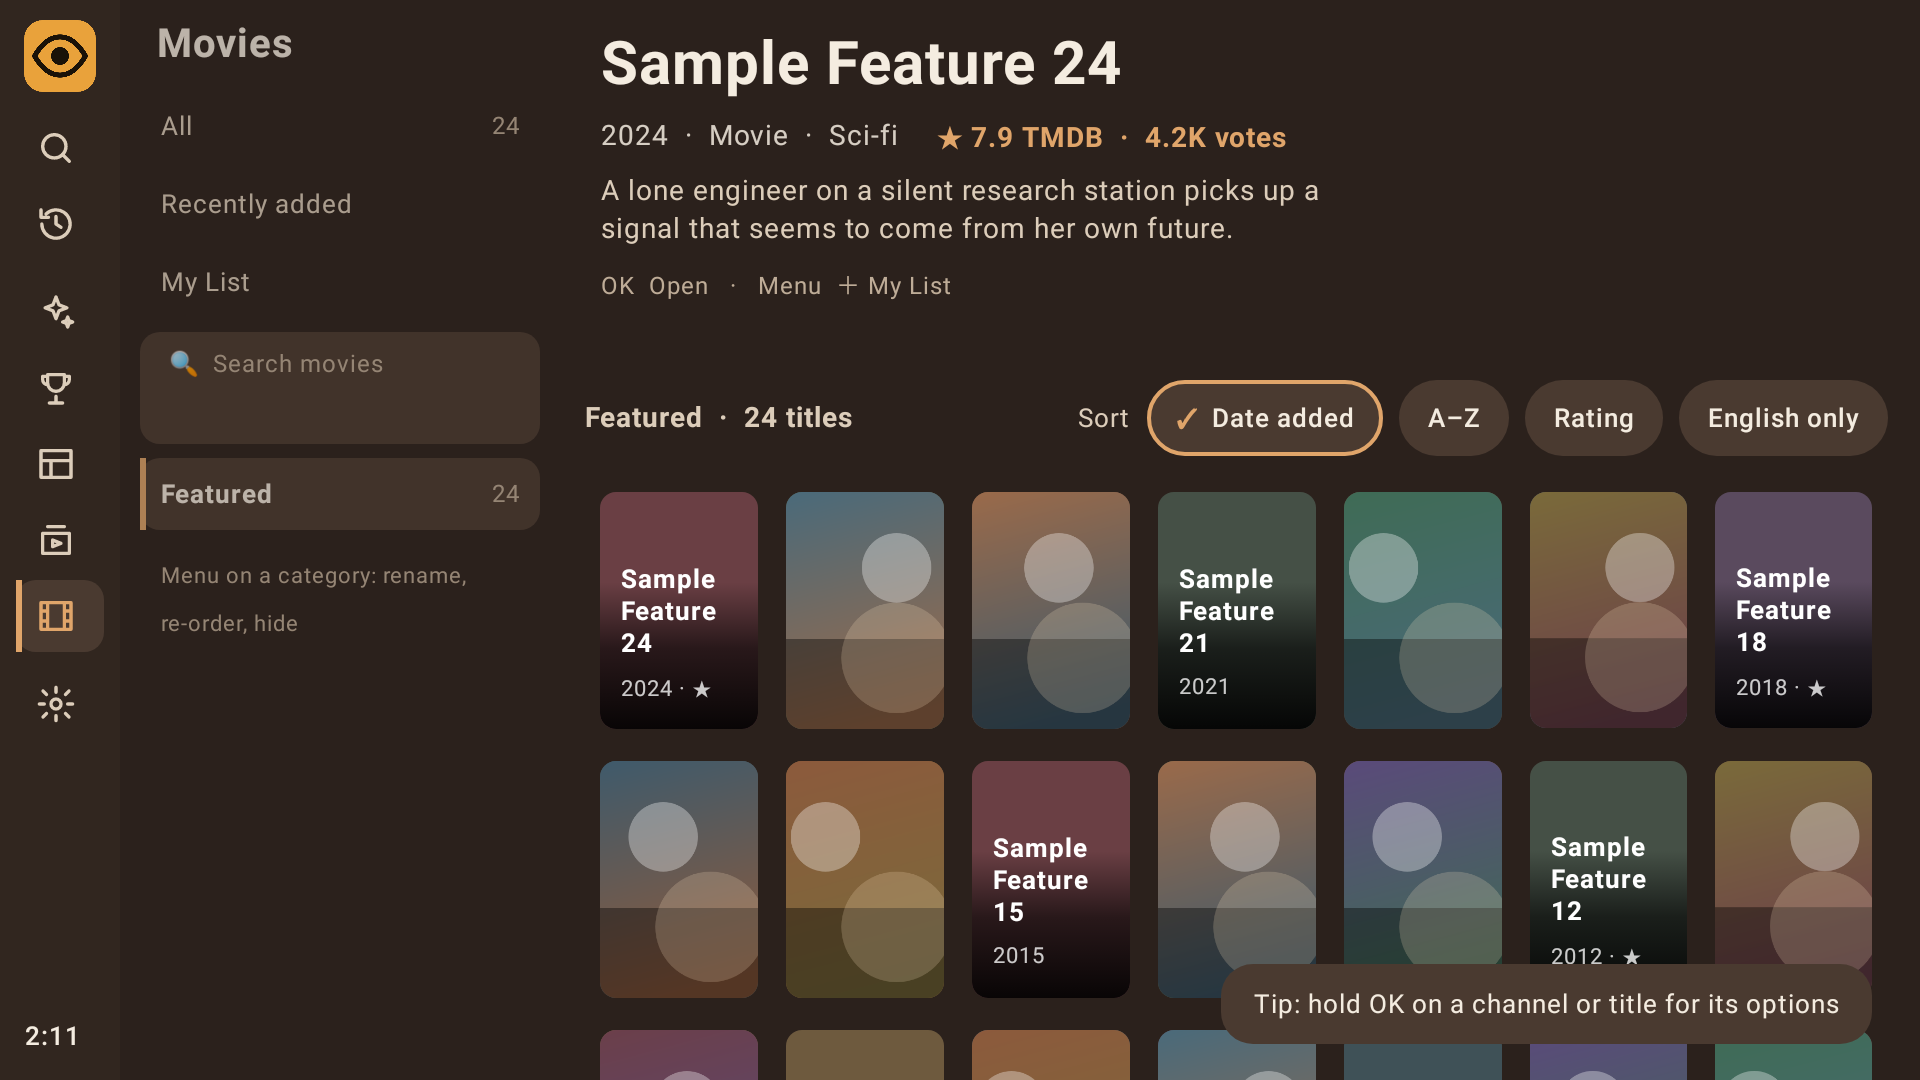 Movies
All 24
Recently added
My List
Search movies
Featured 24
Menu on a category: rename,
re-order, hide
2:11
Sample Feature 24
2024 · Movie · Sci-fi ★ 7.9 TMDB · 4.2K votes
A lone engineer on a silent research station picks up a
signal that seems to come from her own future.
OK Open · Menu + My List
Featured · 24 titles
Sort ✓ Date added A–Z Rating English only
Sample
Feature
24
2024 · ★
Sample
Feature
21
2021
Sample
Feature
18
2018 · ★
Sample
Feature
15
2015
Sample
Feature
12
2012 · ★
Tip: hold OK on a channel or title for its options